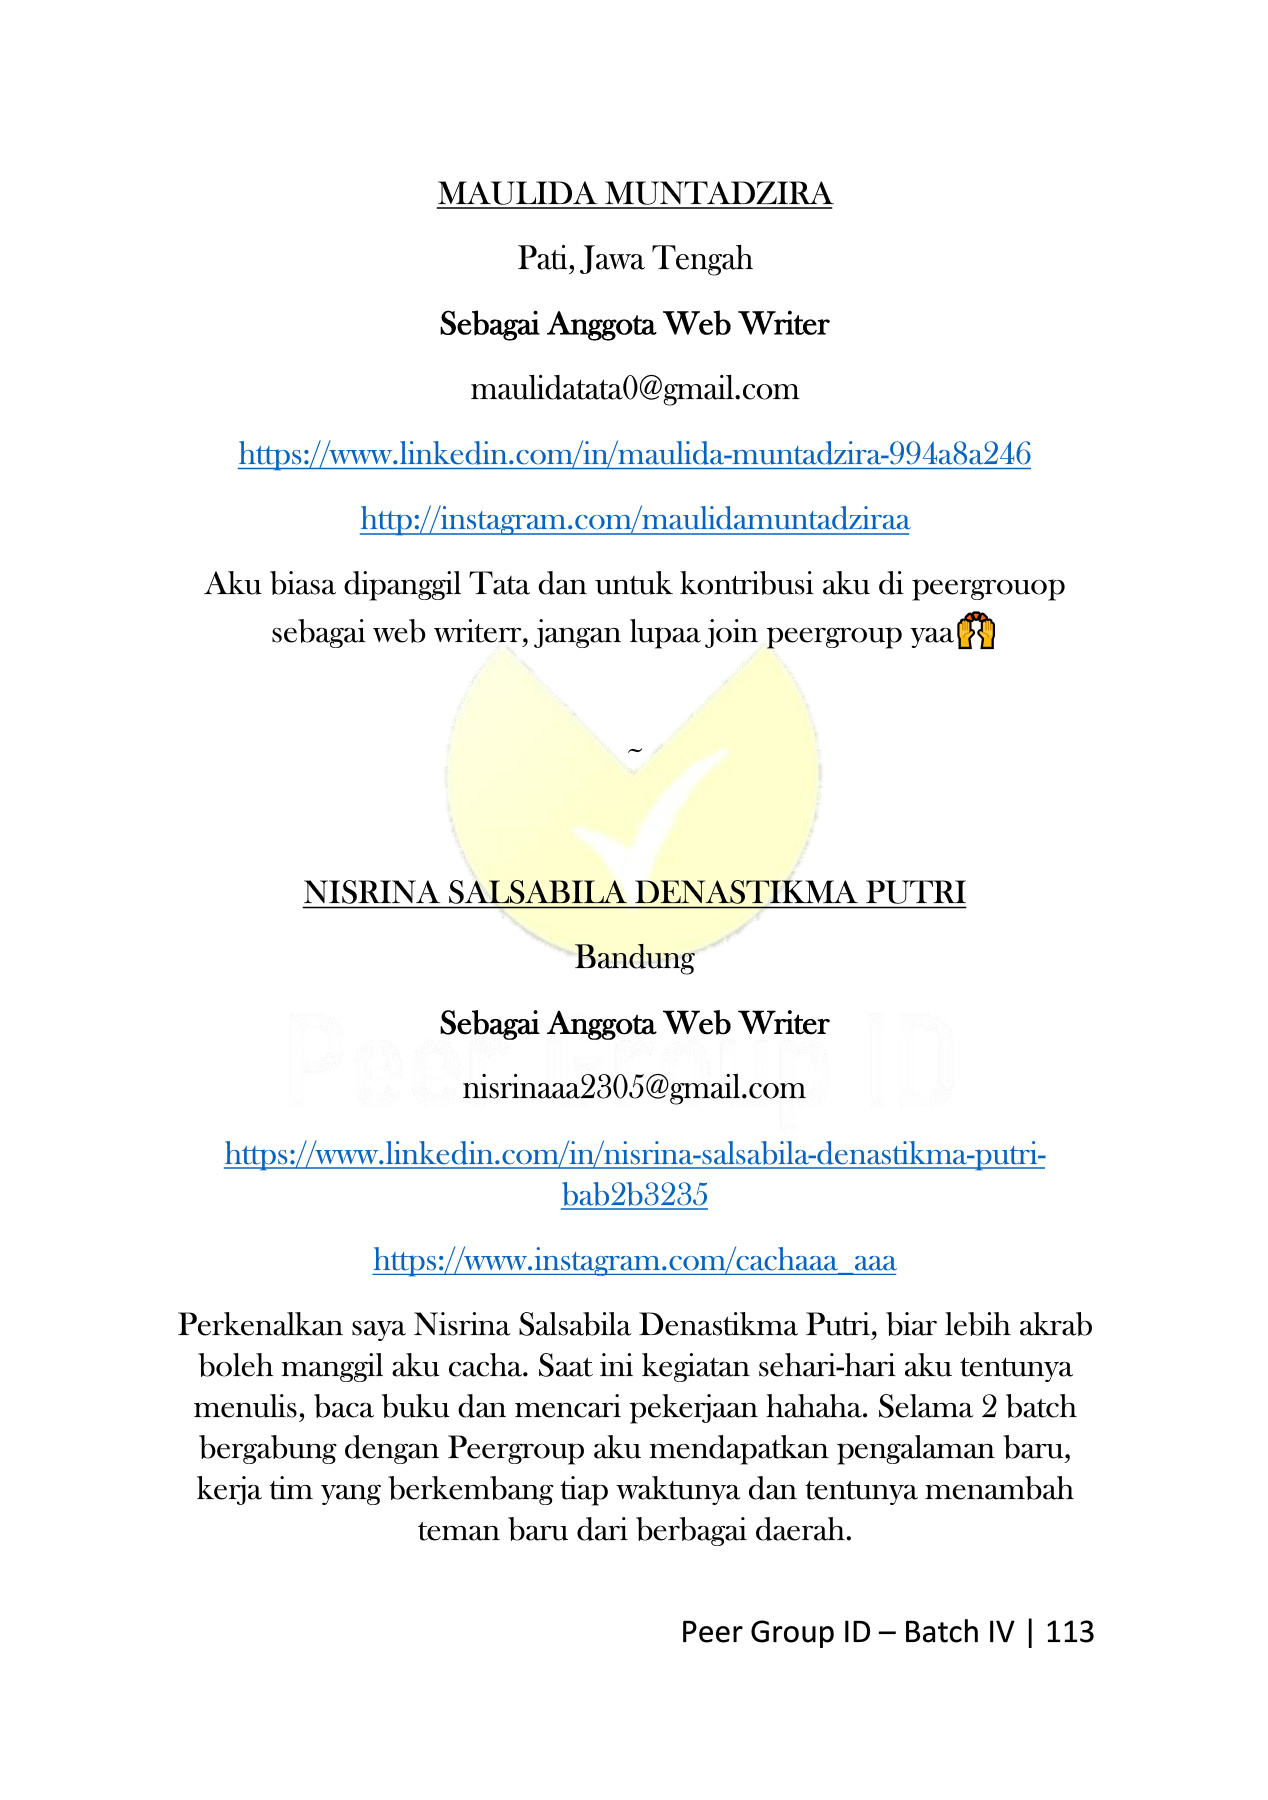 MAULIDA MUNTADZIRA
Pati, Jawa Tengah
Sebagai Anggota Web Writer
maulidatata0@gmail.com
https://www.linkedin.com/in/maulida-muntadzira-994a8a246
http://instagram.com/maulidamuntadziraa
Aku biasa dipanggil Tata dan untuk kontribusi aku di peergrouop
sebagai web writerr, jangan lupaa join peergroup yaa🙌
~
NISRINA SALSABILA DENASTIKMA PUTRI
Bandung
Sebagai Anggota Web Writer
Peer Group ID
nisrinaaa2305@gmail.com
https://www.linkedin.com/in/nisrina-salsabila-denastikma-putri-
bab2b3235
https://www.instagram.com/cachaaa_aaa
Perkenalkan saya Nisrina Salsabila Denastikma Putri, biar lebih akrab
boleh manggil aku cacha. Saat ini kegiatan sehari-hari aku tentunya
menulis, baca buku dan mencari pekerjaan hahaha. Selama 2 batch
bergabung dengan Peergroup aku mendapatkan pengalaman baru,
kerja tim yang berkembang tiap waktunya dan tentunya menambah
teman baru dari berbagai daerah.
Peer Group ID – Batch IV | 113